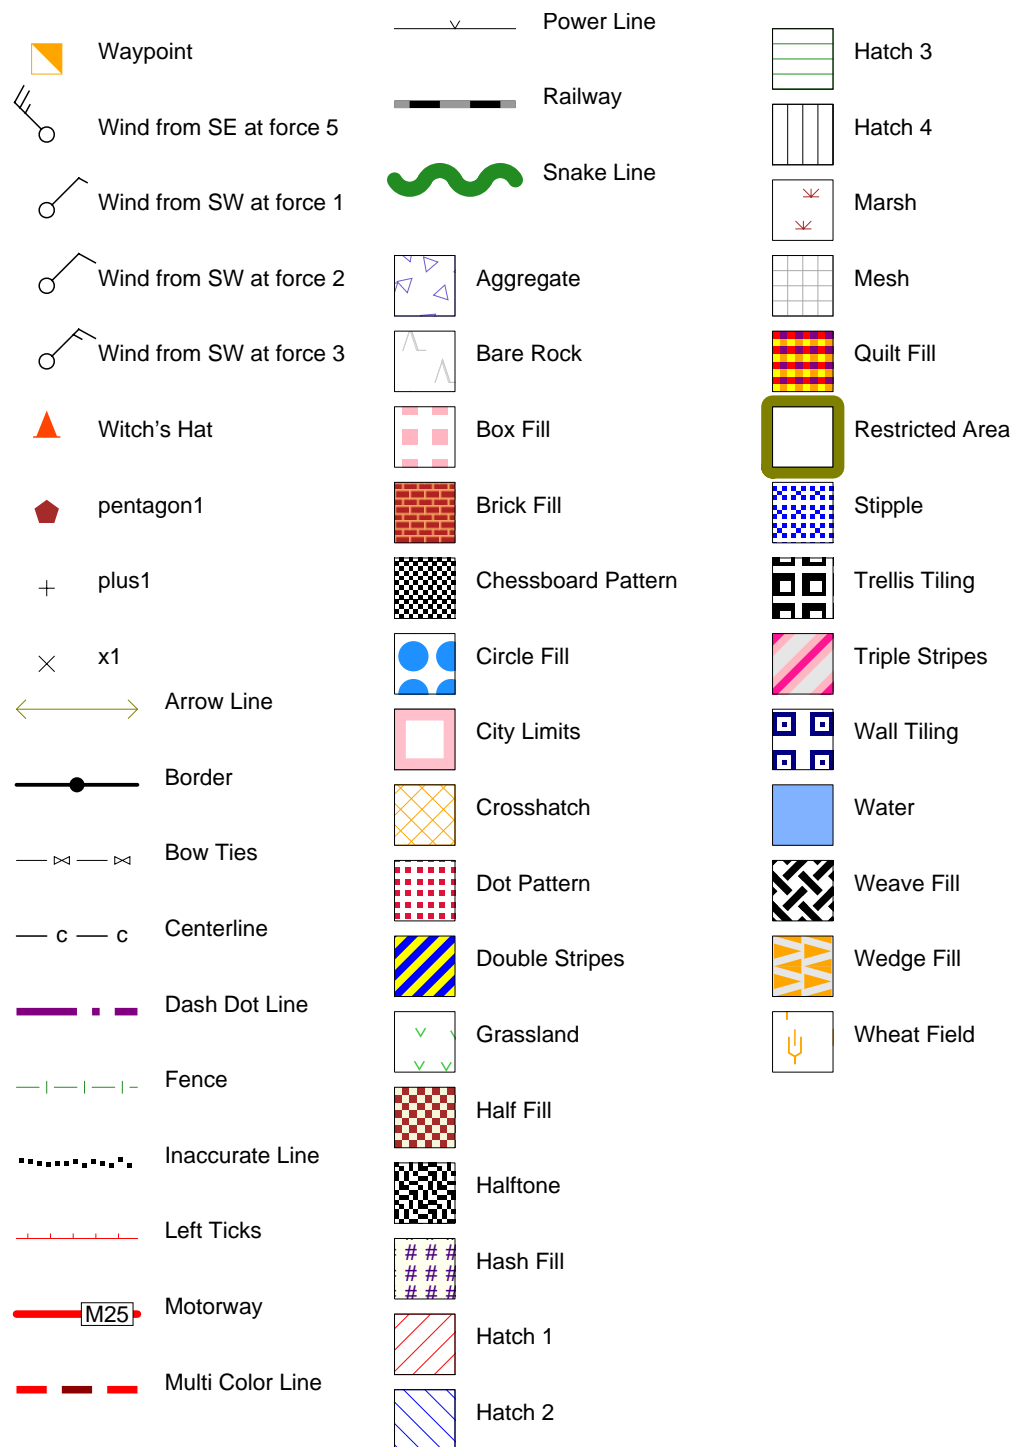 Waypoint
Wind from SE at force 5
Wind from SW at force 1
Wind from SW at force 2
Wind from SW at force 3
Witch's Hat
pentagon1
plus1
x1
Arrow Line
Border
Bow Ties
c c Centerline
Dash Dot Line
Fence
Inaccurate Line
Left Ticks
M25 Motorway
Multi Color Line
Power Line
Railway
Snake Line
Aggregate
Bare Rock
Box Fill
Brick Fill
Chessboard Pattern
Circle Fill
City Limits
Crosshatch
Dot Pattern
Double Stripes
Grassland
Half Fill
Halftone
# # #
# # # Hash Fill
# # #
Hatch 1
Hatch 2
Hatch 3
Hatch 4
Marsh
Mesh
Quilt Fill
Restricted Area
Stipple
Trellis Tiling
Triple Stripes
Wall Tiling
Water
Weave Fill
Wedge Fill
Wheat Field